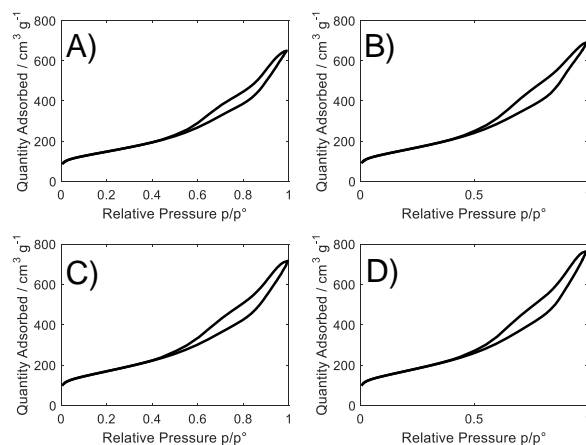 A)
Quantity Adsorbed / cm³ g⁻¹
800
600
400
200
0
0 0.2 0.4 0.6 0.8 1
Relative Pressure p/p°
B)
Quantity Adsorbed / cm³ g⁻¹
800
600
400
200
0
0.5 1
Relative Pressure p/p°
C)
Quantity Adsorbed / cm³ g⁻¹
800
600
400
200
0
0 0.2 0.4 0.6 0.8 1
Relative Pressure p/p°
D)
Quantity Adsorbed / cm³ g⁻¹
800
600
400
200
0
0.5 1
Relative Pressure p/p°